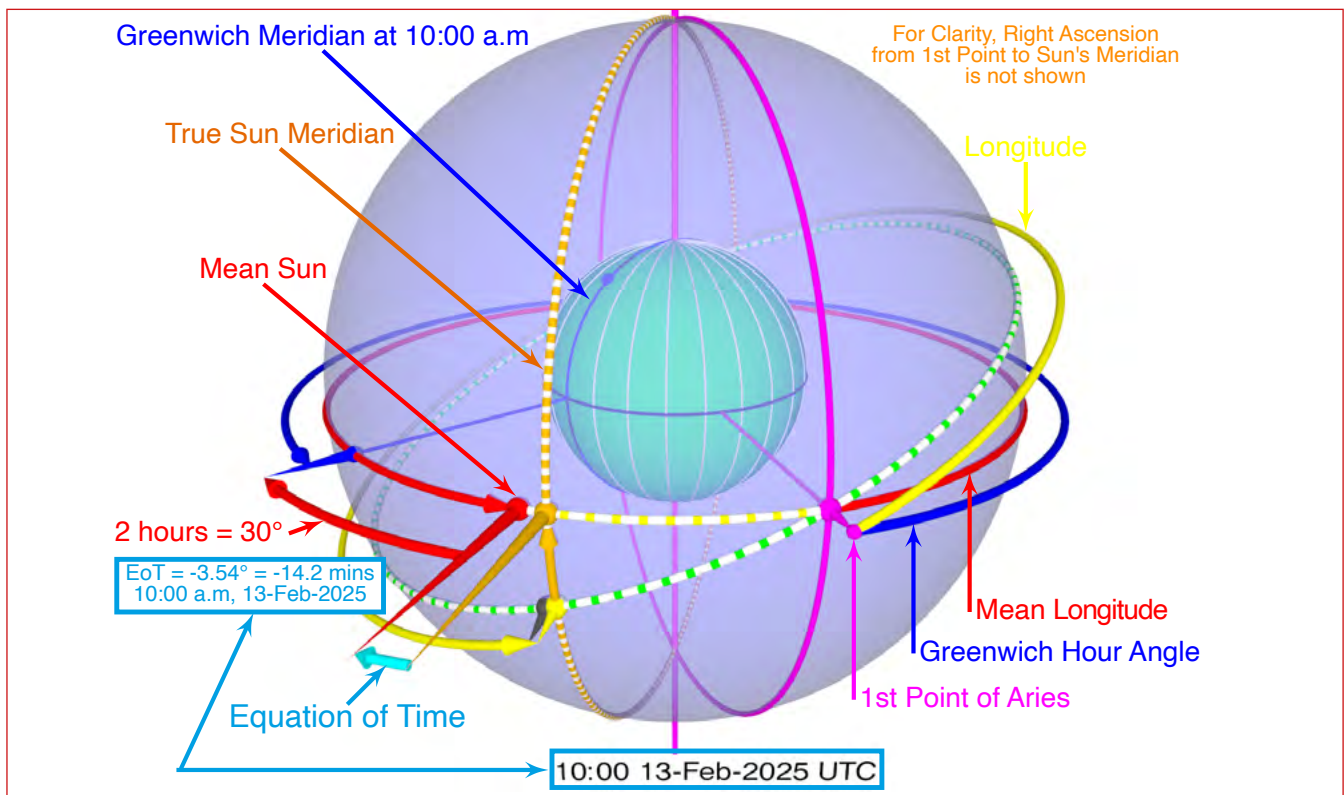 Greenwich Meridian at 10:00 a.m
For Clarity, Right Ascension
from 1st Point to Sun's Meridian
is not shown
True Sun Meridian
Longitude
Mean Sun
2 hours = 30°
EoT = -3.54° = -14.2 mins
10:00 a.m, 13-Feb-2025
Mean Longitude
Greenwich Hour Angle
1st Point of Aries
Equation of Time
10:00 13-Feb-2025 UTC